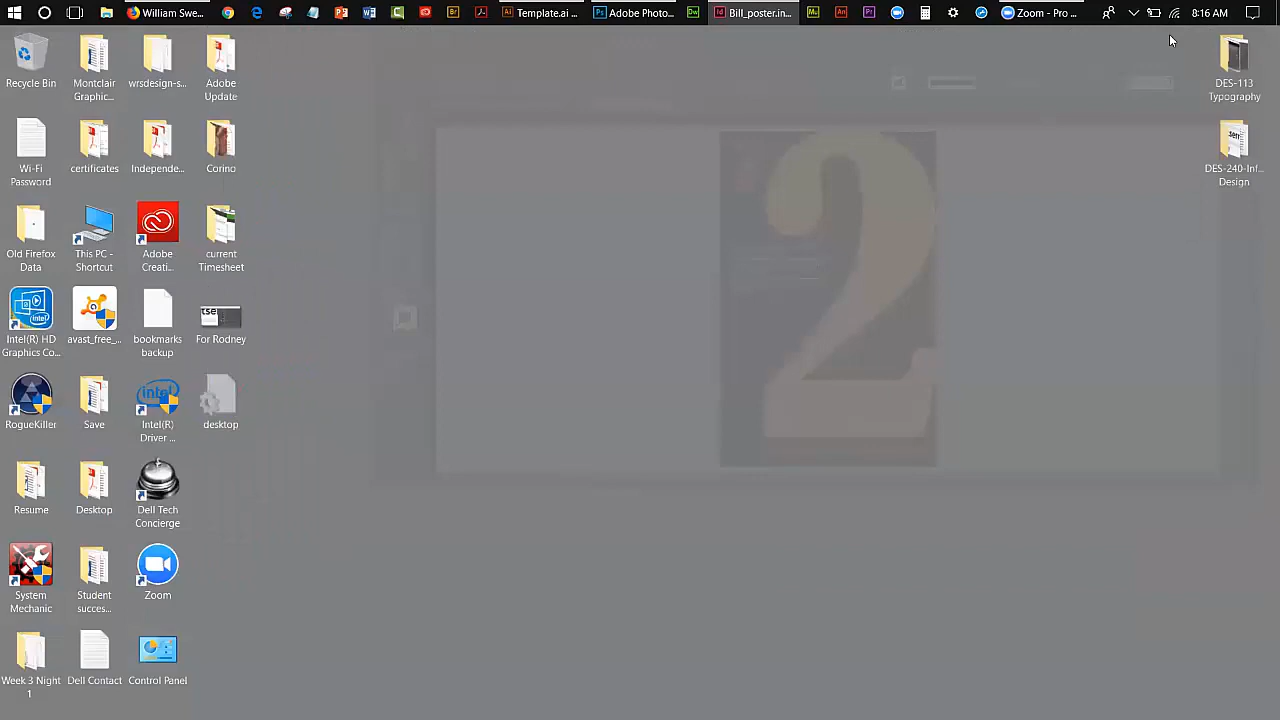 William Swe...
Template.ai ...
Adobe Photo...
Bill_poster.in...
Zoom - Pro ...
8:16 AM
Recycle Bin
Montclair
Graphic...
wrsdesign-s...
Adobe
Update
DES-113
Typography
Wi-Fi
Password
certificates
Independe...
Corino
DES-240-Inf...
Design
Old Firefox
Data
This PC -
Shortcut
Adobe
Creati...
current
Timesheet
Intel(R) HD
Graphics Co...
avast_free_...
bookmarks
backup
For Rodney
RogueKiller
Save
Intel(R)
Driver ...
desktop
Resume
Desktop
Dell Tech
Concierge
System
Mechanic
Student
succes...
Zoom
Week 3 Night
1
Dell Contact
Control Panel
2